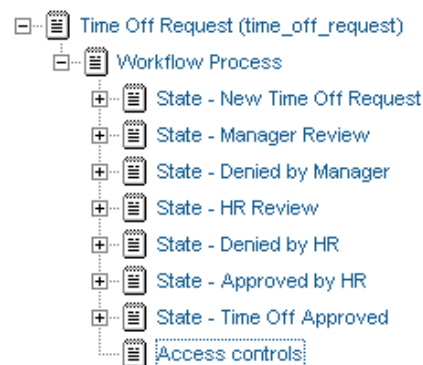 Time Off Request (time_off_request)
Workflow Process
State - New Time Off Request
State - Manager Review
State - Denied by Manager
State - HR Review
State - Denied by HR
State - Approved by HR
State - Time Off Approved
Access controls